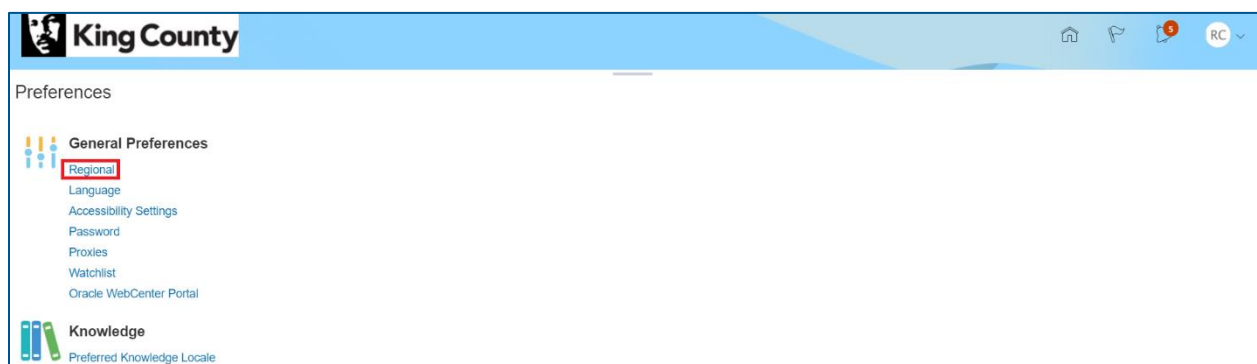 King County
5
RC
Preferences
General Preferences
Regional
Language
Accessibility Settings
Password
Proxies
Watchlist
Oracle WebCenter Portal
Knowledge
Preferred Knowledge Locale